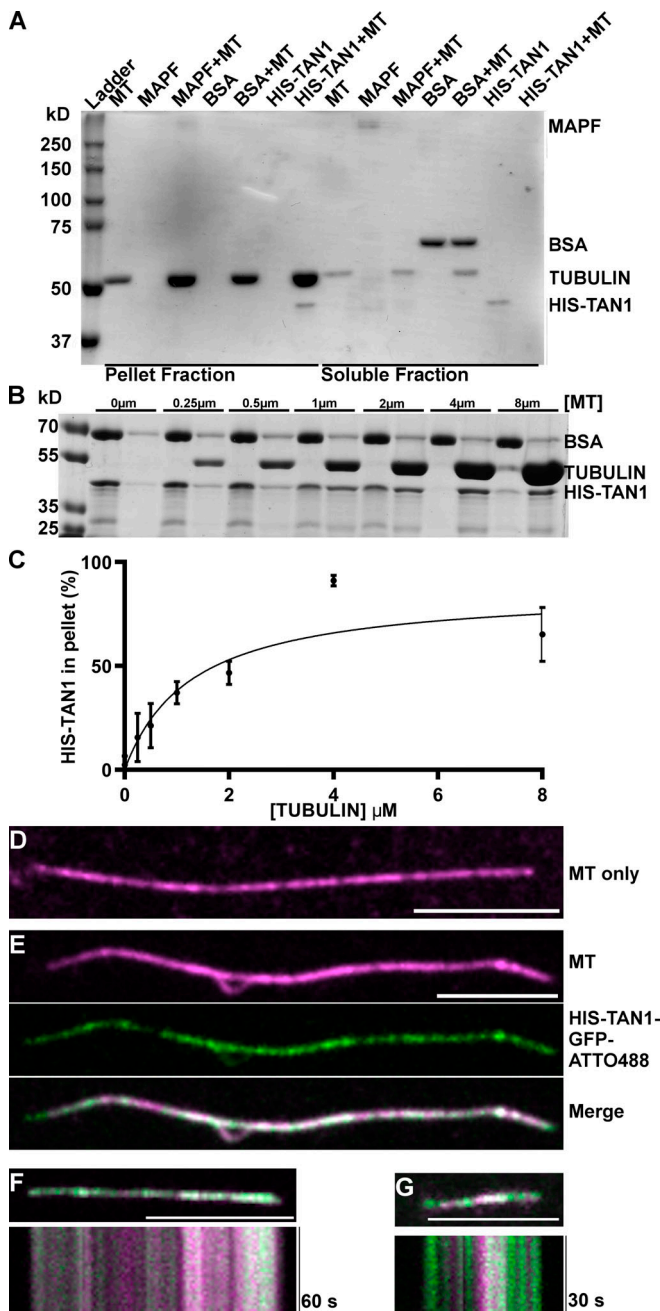 A
Ladder MT MAPF MAPF+MT BSA BSA+MT HIS-TAN1 HIS-TAN1+MT MT MAPF MAPF+MT BSA BSA+MT HIS-TAN1 HIS-TAN1+MT
kD
250
150
100
75
50
37
MAPF
BSA
TUBULIN
HIS-TAN1
Pellet Fraction Soluble Fraction
B
kD 0µm 0.25µm 0.5µm 1µm 2µm 4µm 8µm [MT]
70
55
35
25
BSA
TUBULIN
HIS-TAN1
C
HIS-TAN1 in pellet (%)
100
50
0
0 2 4 6 8
[TUBULIN] µM
D
MT only
E
MT
HIS-TAN1-
GFP-
ATTO488
Merge
F
60 s
G
30 s